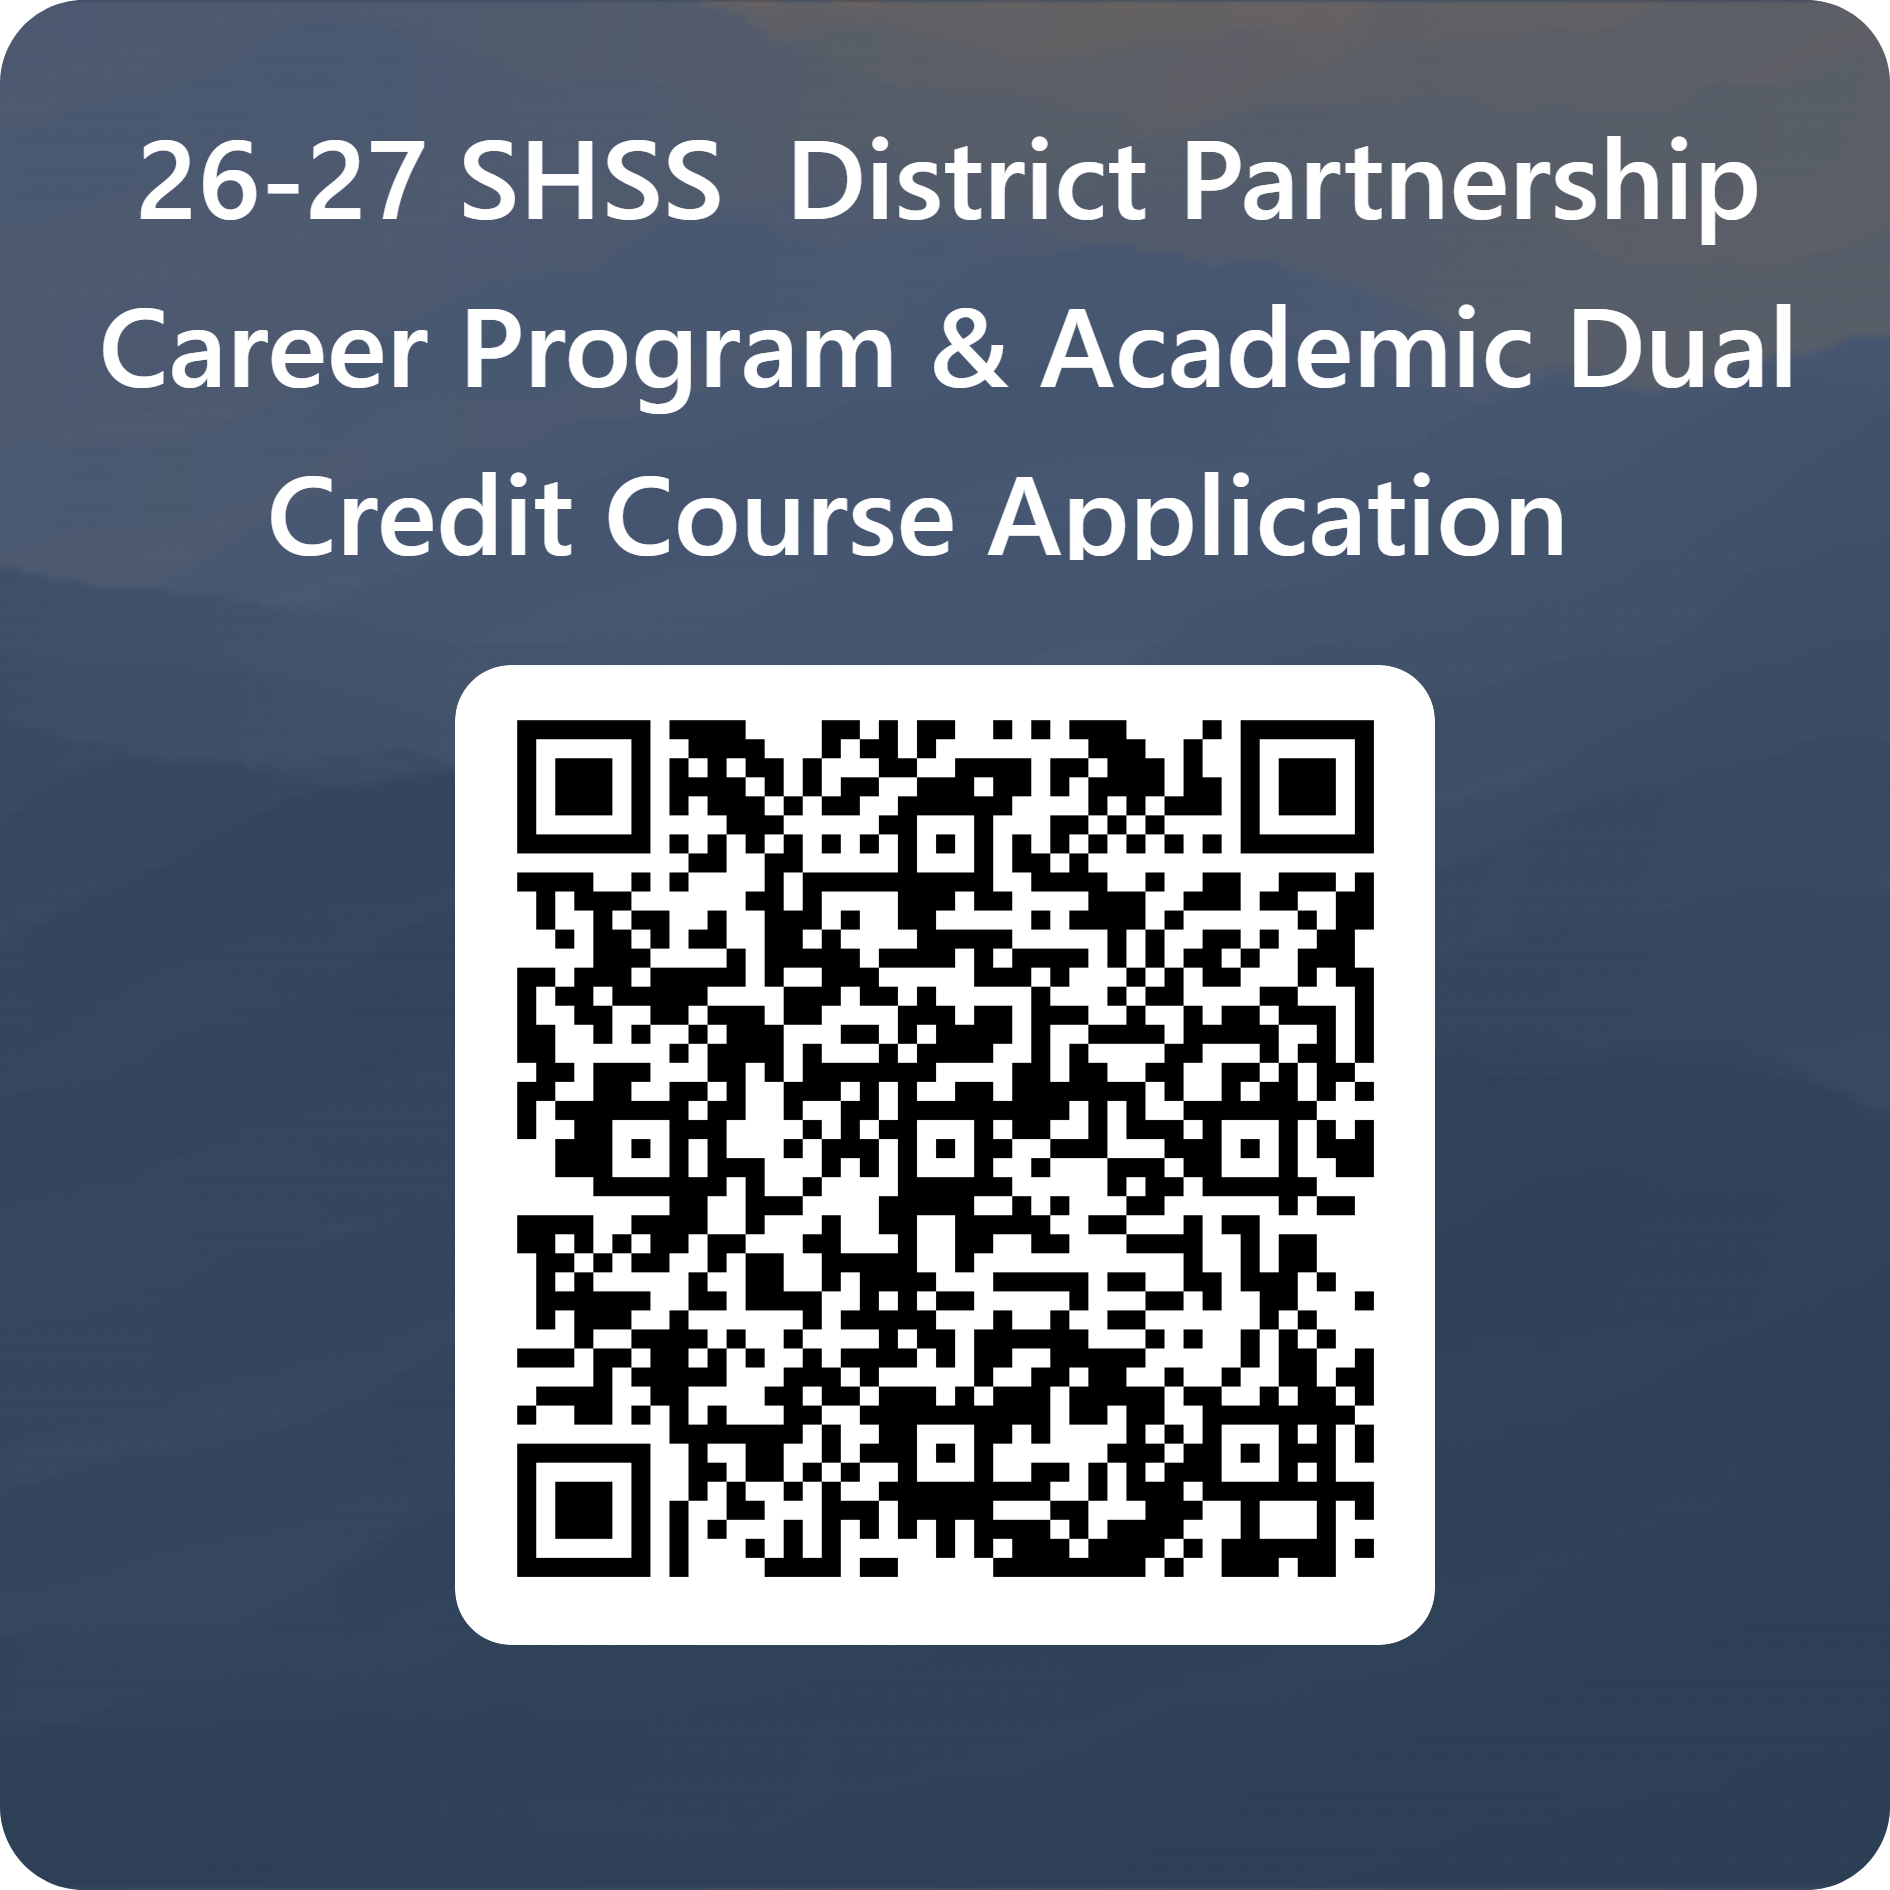 26-27 SHSS  District Partnership
Career Program & Academic Dual
Credit Course Application